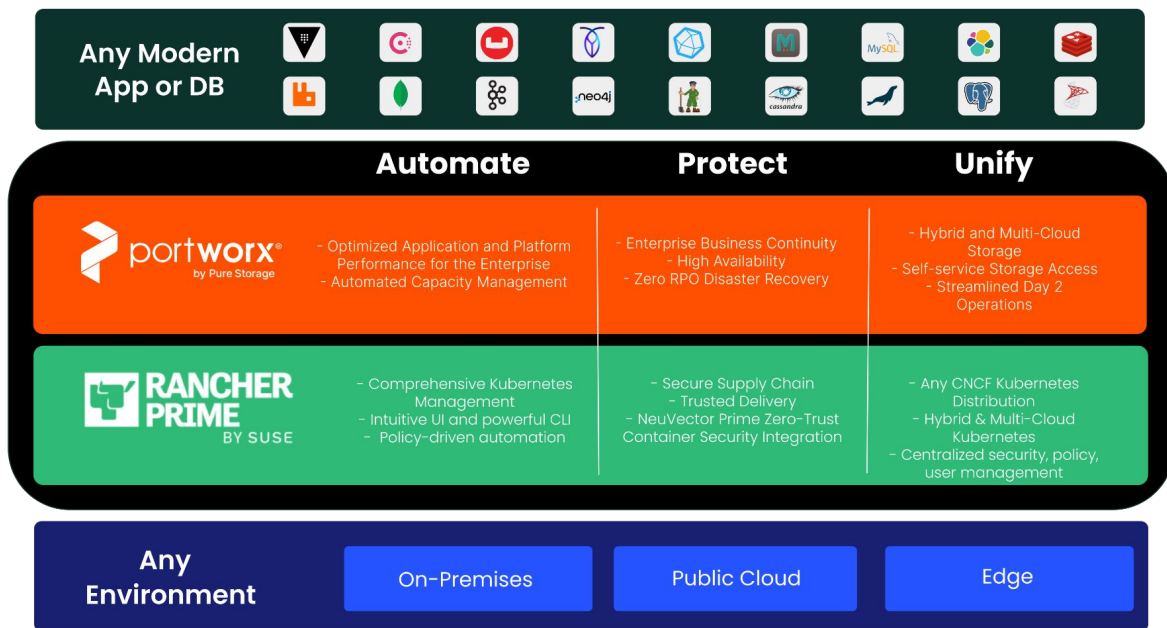 Any Modern
App or DB
MySQL
:neo4j
cassandra
Automate
Protect
Unify
portworx®
by Pure Storage
- Optimized Application and Platform
Performance for the Enterprise
- Automated Capacity Management
- Enterprise Business Continuity
- High Availability
- Zero RPO Disaster Recovery
- Hybrid and Multi-Cloud
Storage
- Self-service Storage Access
- Streamlined Day 2
Operations
RANCHER
PRIME
BY SUSE
- Comprehensive Kubernetes
Management
- Intuitive UI and powerful CLI
- Policy-driven automation
- Secure Supply Chain
- Trusted Delivery
- NeuVector Prime Zero-Trust
Container Security Integration
- Any CNCF Kubernetes
Distribution
- Hybrid & Multi-Cloud
Kubernetes
- Centralized security, policy,
user management
Any
Environment
On-Premises
Public Cloud
Edge